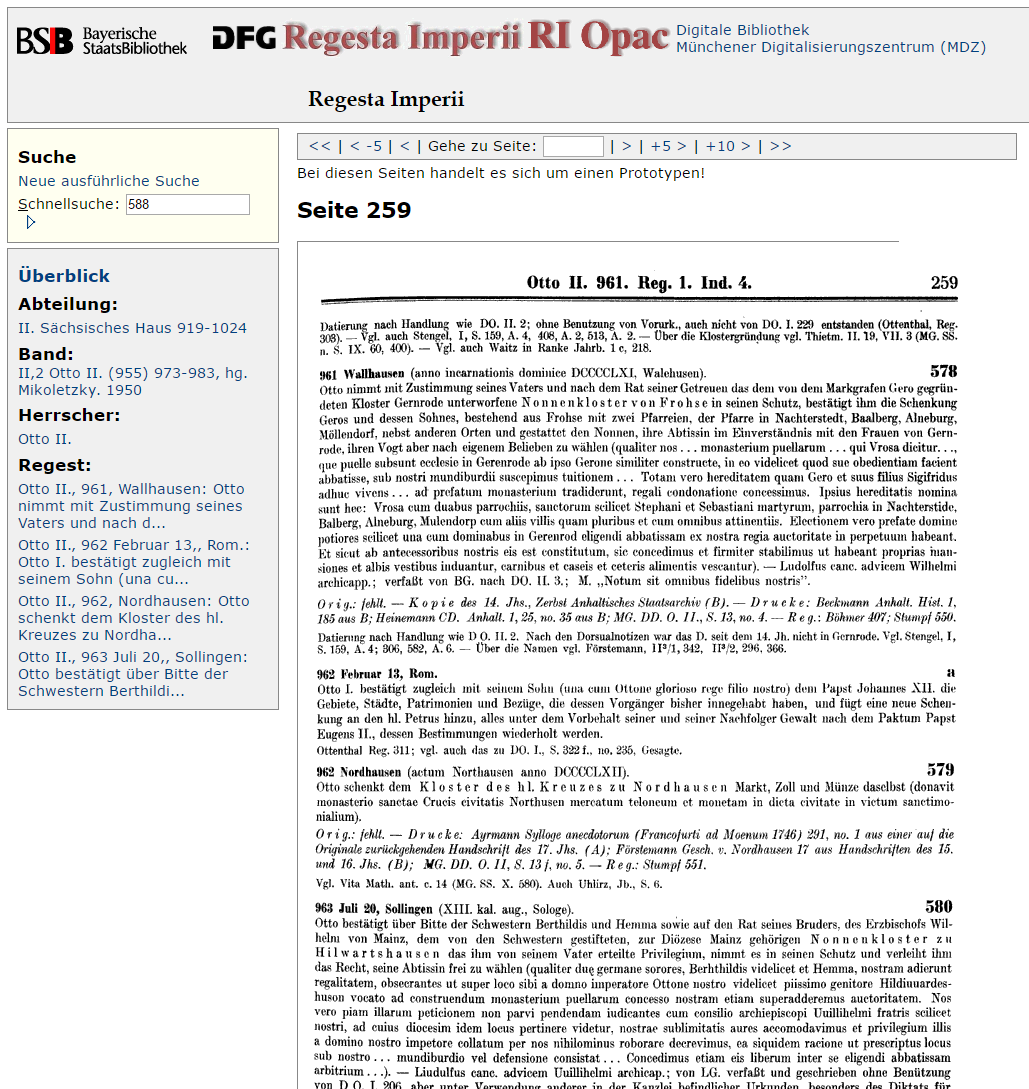 BSB Bayerische StaatsBibliothek DFG Regesta Imperii RI Opac Digitale Bibliothek
Münchener Digitalisierungszentrum (MDZ)
Regesta Imperii
Suche
Neue ausführliche Suche
Schnellsuche: 588
Überblick
Abteilung:
II. Sächsisches Haus 919-1024
Band:
II,2 Otto II. (955) 973-983, hg.
Mikoletzky. 1950
Herrscher:
Otto II.
Regest:
Otto II., 961, Wallhausen: Otto
nimmt mit Zustimmung seines
Vaters und nach d...
Otto II., 962 Februar 13,, Rom.:
Otto I. bestätigt zugleich mit
seinem Sohn (una cu...
Otto II., 962, Nordhausen: Otto
schenkt dem Kloster des hl.
Kreuzes zu Nordha...
Otto II., 963 Juli 20,, Sollingen:
Otto bestätigt über Bitte der
Schwestern Berthildi...
<< | < -5 | < | Gehe zu Seite: | > | +5 > | +10 > | >>
Bei diesen Seiten handelt es sich um einen Prototypen!
Seite 259
Otto II. 961. Reg. 1. Ind. 4. 259
Datierung nach Handlung wie DO. II. 2; ohne Benutzung von Vorurk., auch nicht von DO. I. 229 entstanden (Ottenthal, Reg.
303). — Vgl. auch Stengel, I, S. 159, A. 4, 408, A. 2, 513, A. 2. — Über die Klostergründung vgl. Thietm. II. 19, VII. 3 (MG. SS.
n. S. IX. 60, 400). — Vgl. auch Waitz in Ranke Jahrb. 1 c, 218.
961 Wallhausen (anno incarnationis dominice DCCCCLXI, Walehusen). 578
Otto nimmt mit Zustimmung seines Vaters und nach dem Rat seiner Getreuen das dem von dem Markgrafen Gero gegrün-
deten Kloster Gernrode unterworfene Nonnenkloster von Frohse in seinen Schutz, bestätigt ihm die Schenkung
Geros und dessen Sohnes, bestehend aus Frohse mit zwei Pfarreien, der Pfarre in Nachterstedt, Baalberg, Alneburg,
Möllendorf, nebst anderen Orten und gestattet den Nonnen, ihre Äbtissin im Einverständnis mit den Frauen von Gern-
rode, ihren Vogt aber nach eigenem Belieben zu wählen (qualiter nos . . . monasterium puellarum . . . qui Vrosa dicitur. . .,
que puelle subsunt ecclesie in Gerenrode ab ipso Gerone similiter constructe, in eo videlicet quod sue obedientiam facient
abbatisse, sub nostri mundiburdii suscepimus tuitionem . . . Totam vero hereditatem quam Gero et suus filius Sigifridus
adhuc vivens . . . ad prefatum monasterium tradiderunt, regali condonatione concessimus. Ipsius hereditatis nomina
sunt hec: Vrosa cum duabus parrochiis, sanctorum scilicet Stephani et Sebastiani martyrum, parrochia in Nachterstide,
Balberg, Alneburg, Mulendorp cum aliis villis quam pluribus et cum omnibus attinentiis. Electionem vero prefate domine
potiores scilicet una cum dominabus in Gerenrod eligendi abbatissam ex nostra regia auctoritate in perpetuum habeant.
Et sicut ab antecessoribus nostris eis est constitutum, sic concedimus et firmiter stabilimus ut habeant proprias man-
siones et albis vestibus induantur, carnibus et caseis et ceteris alimentis vescantur). — Ludolfus canc. advicem Wilhelmi
archicapp.; verfaßt von BG. nach DO. II. 3.; M. „Notum sit omnibus fidelibus nostris".
Orig.: fehlt. — Kopie des 14. Jhs., Zerbst Anhaltisches Staatsarchiv (B). — Drucke: Beckmann Anhalt. Hist. I,
185 aus B; Heinemann CD. Anhalt. I, 25, no. 35 aus B; MG. DD. O. II., S. 13, no. 4. — Reg.: Böhmer 407; Stumpf 550.
Datierung nach Handlung wie DO. II. 2. Nach den Dorsualnotizen war das D. seit dem 14. Jh. nicht in Gernrode. Vgl. Stengel, I,
S. 159, A. 4; 306, 582, A. 6. — Über die Namen vgl. Förstemann, II³/1, 342, II³/2, 296, 366.
962 Februar 13, Rom. a
Otto I. bestätigt zugleich mit seinem Sohn (una cum Ottone glorioso rege filio nostro) dem Papst Johannes XII. die
Gebiete, Städte, Patrimonien und Bezüge, die dessen Vorgänger bisher innegehabt haben, und fügt eine neue Schen-
kung an den hl. Petrus hinzu, alles unter dem Vorbehalt seiner und seiner Nachfolger Gewalt nach dem Paktum Papst
Eugens II., dessen Bestimmungen wiederholt werden.
Ottenthal Reg. 311; vgl. auch das zu DO. I., S. 322 f., no. 235, Gesagte.
962 Nordhausen (actum Northausen anno DCCCCLXII). 579
Otto schenkt dem Kloster des hl. Kreuzes zu Nordhausen Markt, Zoll und Münze daselbst (donavit
monasterio sanctae Crucis civitatis Northusen mercatum teloneum et monetam in dicta civitate in victum sanctimo-
nialium).
Orig.: fehlt. — Drucke: Ayrmann Sylloge anecdotorum (Francofurti ad Moenum 1746) 291, no. 1 aus einer auf die
Originale zurückgehenden Handschrift des 17. Jhs. (A); Förstemann Gesch. v. Nordhausen 17 aus Handschriften des 15.
und 16. Jhs. (B); MG. DD. O. II, S. 13 f, no. 5. — Reg.: Stumpf 551.
Vgl. Vita Math. ant. c. 14 (MG. SS. X. 580). Auch Uhlirz, Jb., S. 6.
963 Juli 20, Sollingen (XIII. kal. aug., Sologe). 580
Otto bestätigt über Bitte der Schwestern Berthildis und Hemma sowie auf den Rat seines Bruders, des Erzbischofs Wil-
helm von Mainz, dem von den Schwestern gestifteten, zur Diözese Mainz gehörigen Nonnenkloster zu
Hilwartshausen das ihm von seinem Vater erteilte Privilegium, nimmt es in seinen Schutz und verleiht ihm
das Recht, seine Äbtissin frei zu wählen (qualiter duę germane sorores, Berhthildis videlicet et Hemma, nostram adierunt
regalitatem, obsecrantes ut super loco sibi a domno imperatore Ottone nostro videlicet piissimo genitore Hildiuuardes-
huson vocato ad construendum monasterium puellarum concesso nostram etiam superadderemus auctoritatem. Nos
vero piam illarum peticionem non parvi pendendam iudicantes cum consilio archiepiscopi Uuillihelmi fratris scilicet
nostri, ad cuius diocesim idem locus pertinere videtur, nostrae sublimitatis aures accomodavimus et privilegium illis
a domino nostro impetore collatum per nos nihilominus roborare decrevimus, ea siquidem racione ut prescriptus locus
sub nostro . . . mundiburdio vel defensione consistat . . . Concedimus etiam eis liberum inter se eligendi abbatissam
arbitrium . . .). — Liudulfus canc. advicem Uuillihelmi archicap.; von LG. verfaßt und geschrieben ohne Benützung
von DO. I. 206, aber unter Verwendung anderer in der Kanzlei befindlicher Urkunden, besonders des Diktats für